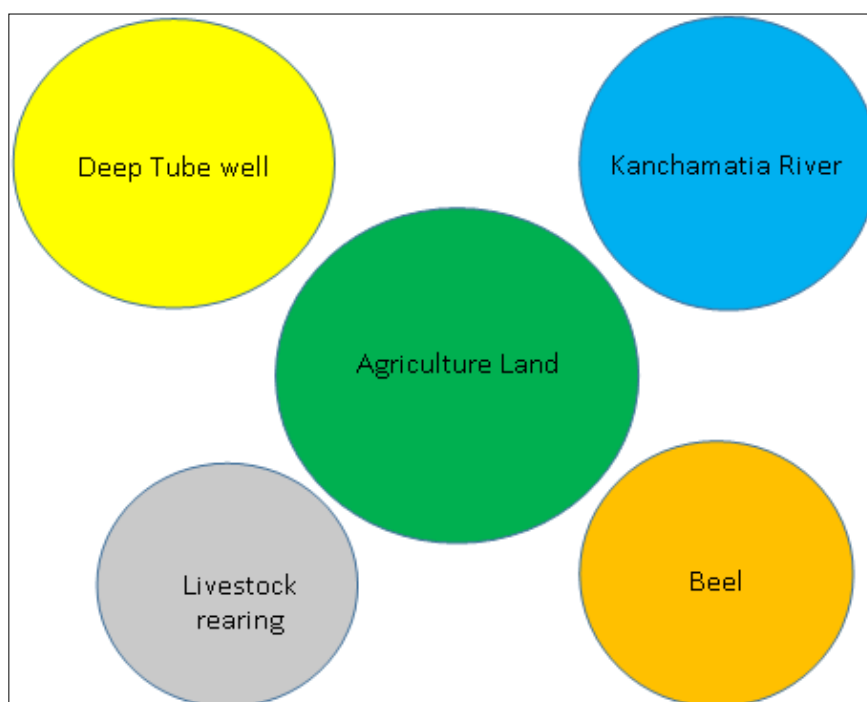 Deep Tube well
Kanchamatia River
Agriculture Land
Livestock
rearing
Beel